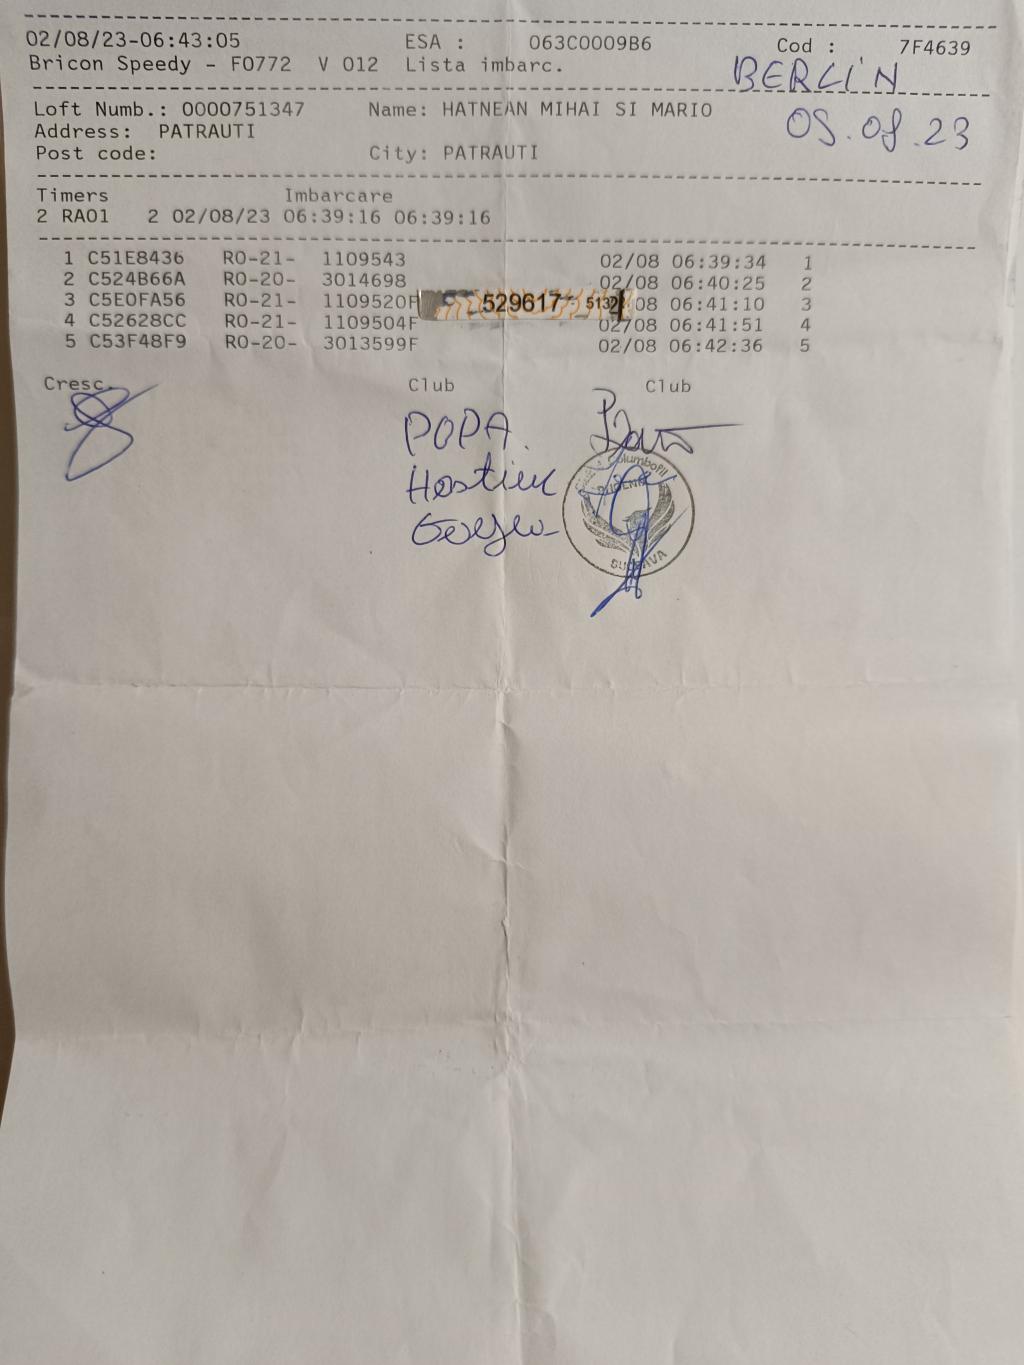 02/08/23-06:43:05 ESA : 063C0009B6 Cod : 7F4639
Bricon Speedy - F0772 V 012 Lista imbarc.
BERLIN
Loft Numb.: 0000751347 Name: HATNEAN MIHAI SI MARIO
05.08.23
Address: PATRAUTI
Post code: City: PATRAUTI
Timers Imbarcare
2 RA01 2 02/08/23 06:39:16 06:39:16
1 C51E8436 RO-21- 1109543 02/08 06:39:34 1
2 C524B66A RO-20- 3014698 02/08 06:40:25 2
3 C5E0FA56 RO-21- 1109520F 529617 /08 06:41:10 3
4 C52628CC RO-21- 1109504F 02/08 06:41:51 4
5 C53F48F9 RO-20- 3013599F 02/08 06:42:36 5
Cresc. Club Club
POPA
Columbofil
SUCEAVA